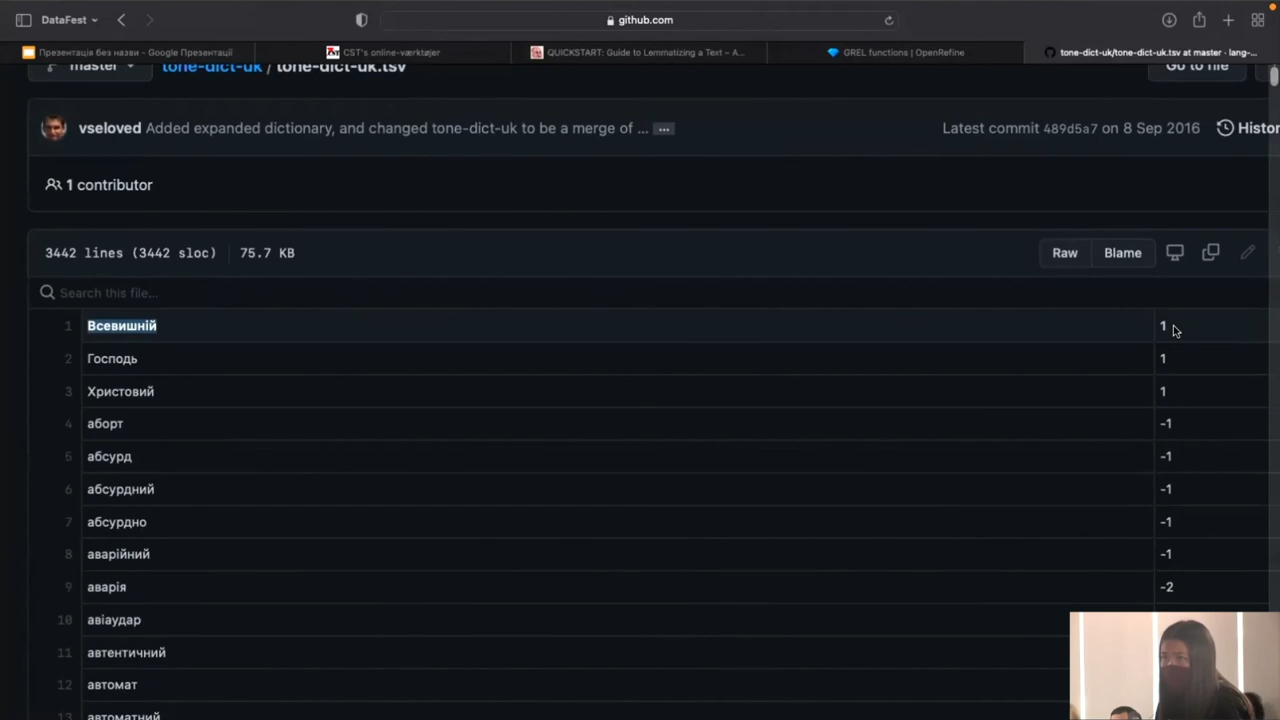 DataFest
github.com
Презентація без назви - Google Презентації
CST's online-værktøjer
QUICKSTART: Guide to Lemmatizing a Text – A...
GREL functions | OpenRefine
tone-dict-uk/tone-dict-uk.tsv at master · lang-...
master
tone-dict-uk / tone-dict-uk.tsv
Go to file
vseloved Added expanded dictionary, and changed tone-dict-uk to be a merge of ...
Latest commit 489d5a7 on 8 Sep 2016
Histor
1 contributor
3442 lines (3442 sloc)
75.7 KB
Raw
Blame
Search this file...
1 Всевишній 1
2 Господь 1
3 Христовий 1
4 аборт -1
5 абсурд -1
6 абсурдний -1
7 абсурдно -1
8 аварійний -1
9 аварія -2
10 авіаудар
11 автентичний
12 автомат
13 автоматний